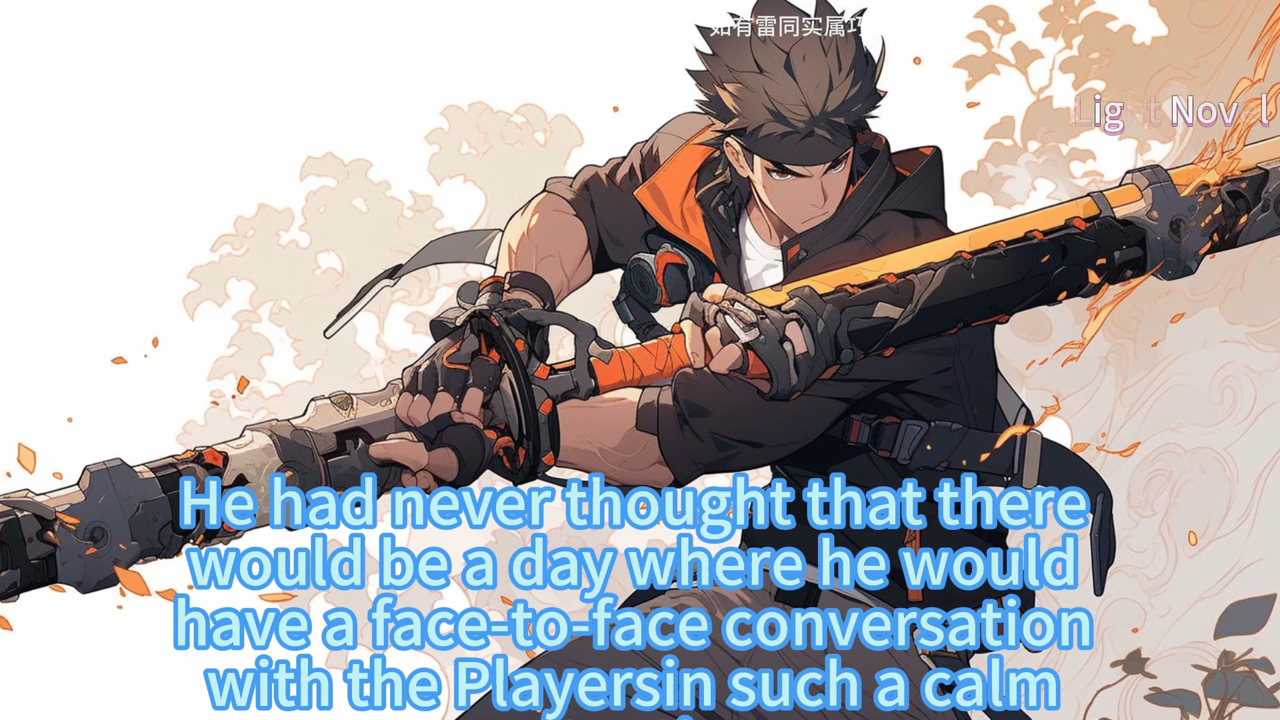 如有雷同实属巧
Light Novel
He had never thought that there
would be a day where he would
have a face-to-face conversation
with the Playersin such a calm